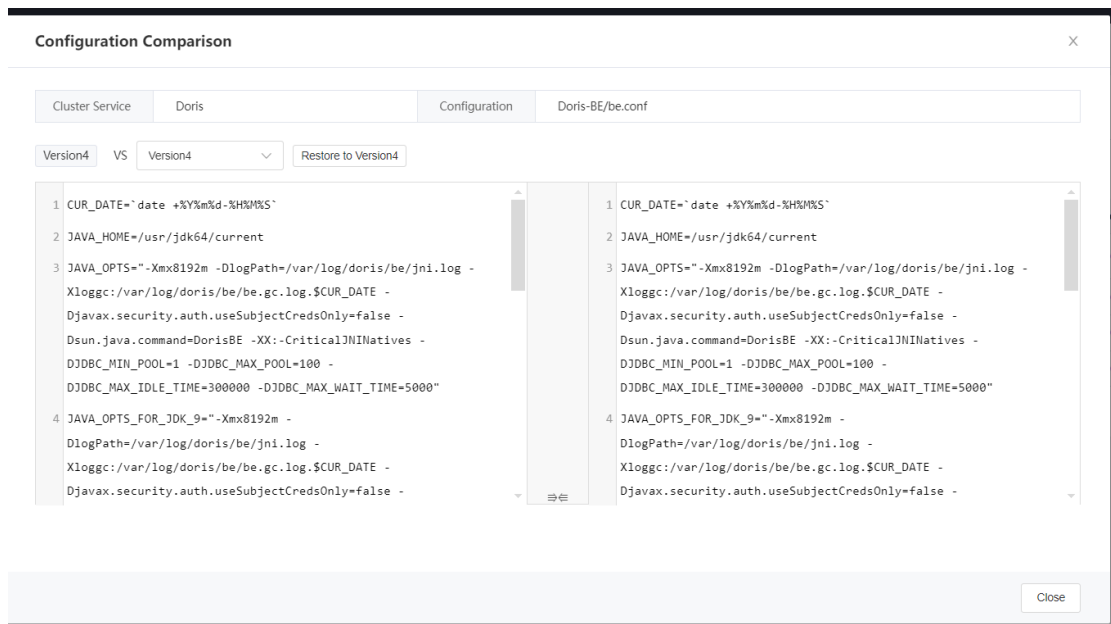 Configuration Comparison
Cluster Service Doris Configuration Doris-BE/be.conf
Version4 VS Version4 Restore to Version4
1 CUR_DATE=`date +%Y%m%d-%H%M%S`
2 JAVA_HOME=/usr/jdk64/current
3 JAVA_OPTS="-Xmx8192m -DlogPath=/var/log/doris/be/jni.log -
Xloggc:/var/log/doris/be/be.gc.log.$CUR_DATE -
Djavax.security.auth.useSubjectCredsOnly=false -
Dsun.java.command=DorisBE -XX:-CriticalJNINatives -
DJDBC_MIN_POOL=1 -DJDBC_MAX_POOL=100 -
DJDBC_MAX_IDLE_TIME=300000 -DJDBC_MAX_WAIT_TIME=5000"
4 JAVA_OPTS_FOR_JDK_9="-Xmx8192m -
DlogPath=/var/log/doris/be/jni.log -
Xloggc:/var/log/doris/be/be.gc.log.$CUR_DATE -
Djavax.security.auth.useSubjectCredsOnly=false -
1 CUR_DATE=`date +%Y%m%d-%H%M%S`
2 JAVA_HOME=/usr/jdk64/current
3 JAVA_OPTS="-Xmx8192m -DlogPath=/var/log/doris/be/jni.log -
Xloggc:/var/log/doris/be/be.gc.log.$CUR_DATE -
Djavax.security.auth.useSubjectCredsOnly=false -
Dsun.java.command=DorisBE -XX:-CriticalJNINatives -
DJDBC_MIN_POOL=1 -DJDBC_MAX_POOL=100 -
DJDBC_MAX_IDLE_TIME=300000 -DJDBC_MAX_WAIT_TIME=5000"
4 JAVA_OPTS_FOR_JDK_9="-Xmx8192m -
DlogPath=/var/log/doris/be/jni.log -
Xloggc:/var/log/doris/be/be.gc.log.$CUR_DATE -
Djavax.security.auth.useSubjectCredsOnly=false -
Close